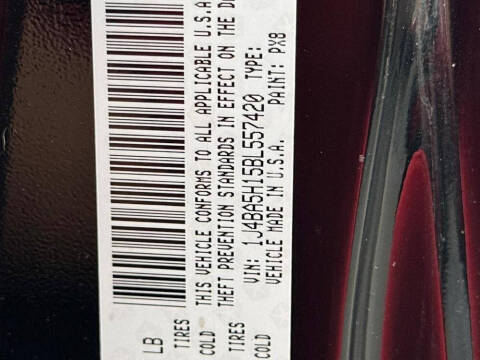 LB
TIRES
COLD
THIS VEHICLE CONFORMS TO ALL APPLICABLE U.S.A
THEFT PREVENTION STANDARDS IN EFFECT ON THE
TIRES
VIN: 1J4BA5H15BL557420 TYPE:
COLD
VEHICLE MADE IN U.S.A. PAINT: PX8